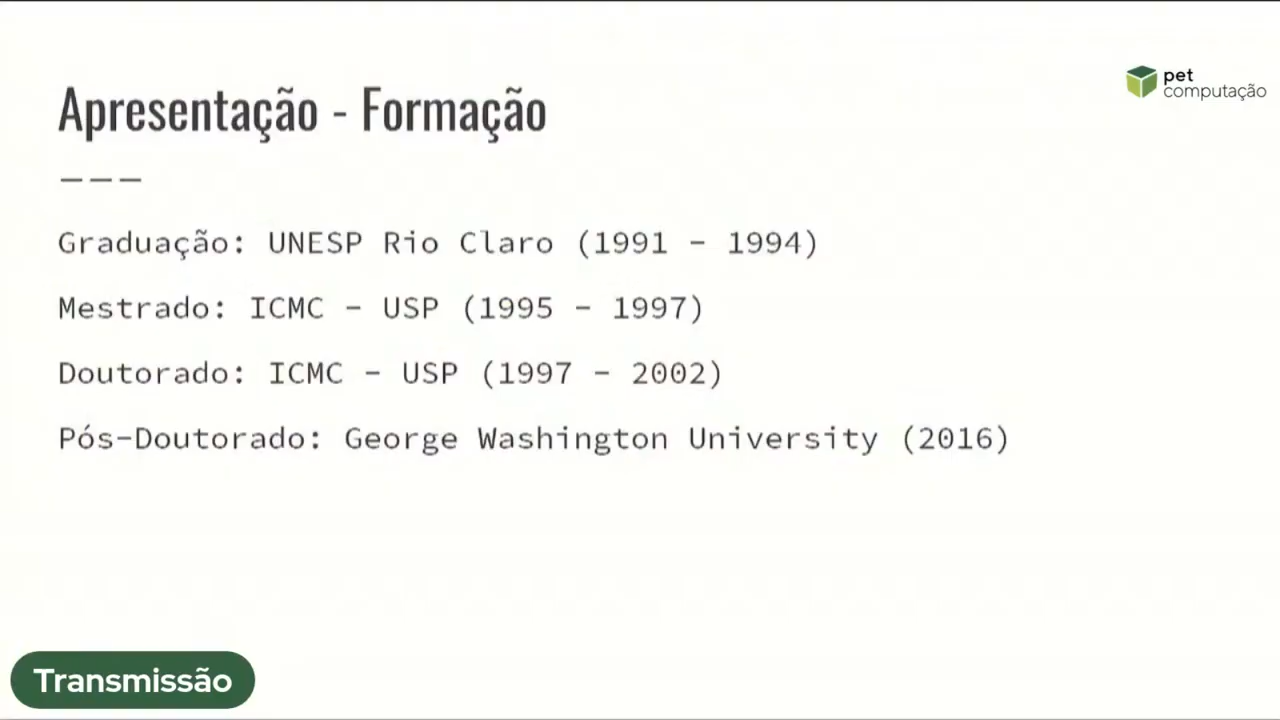 Apresentação - Formação
pet
computação
———
Graduação: UNESP Rio Claro (1991 - 1994)
Mestrado: ICMC - USP (1995 - 1997)
Doutorado: ICMC - USP (1997 - 2002)
Pós-Doutorado: George Washington University (2016)
Transmissão